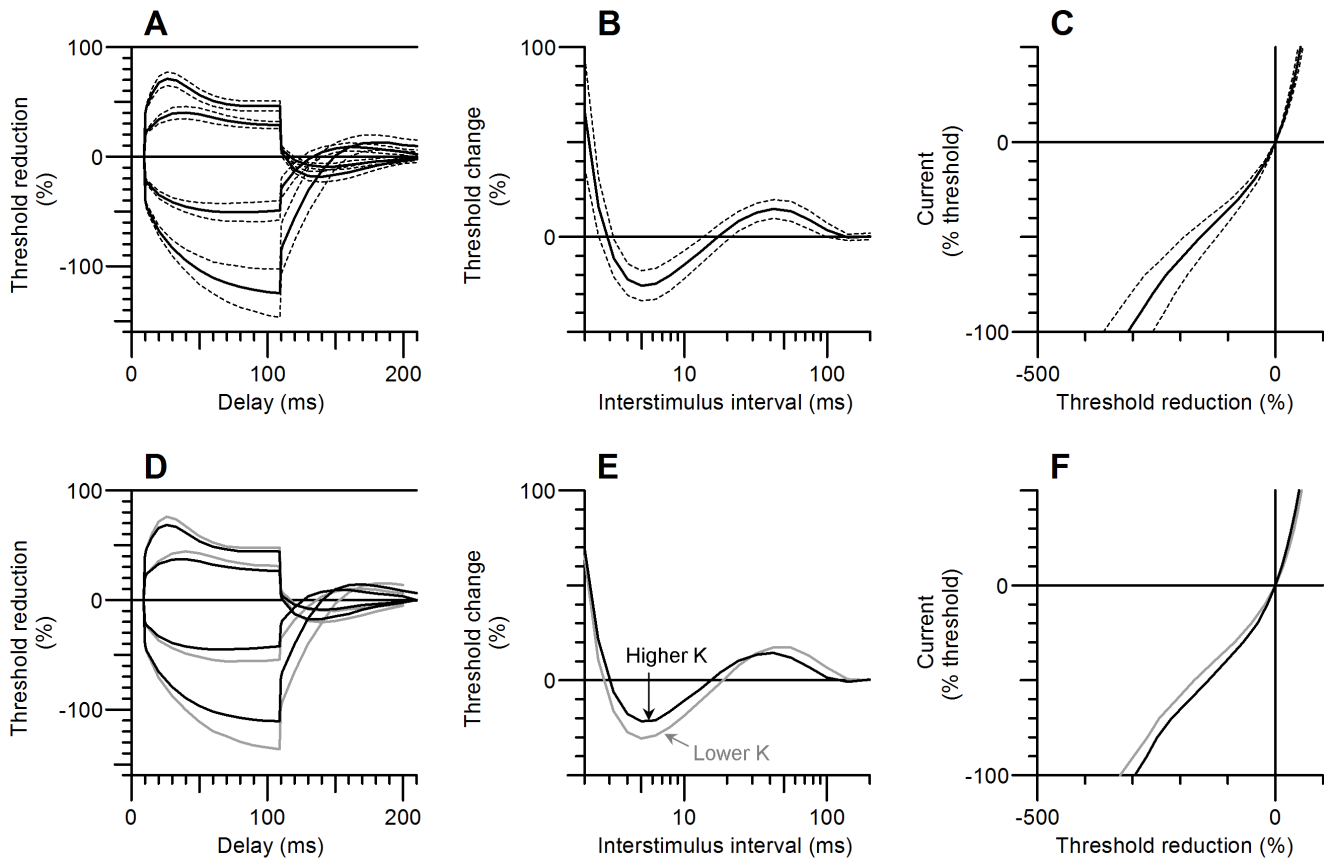 A
100
0
-100
Threshold reduction
(%)
0
100
200
Delay (ms)
B
100
0
Threshold change
(%)
10
100
Interstimulus interval (ms)
C
0
-100
Current
(% threshold)
-500
0
Threshold reduction (%)
D
100
0
-100
Threshold reduction
(%)
0
100
200
Delay (ms)
E
100
0
Threshold change
(%)
Higher K
Lower K
10
100
Interstimulus interval (ms)
F
0
-100
Current
(% threshold)
-500
0
Threshold reduction (%)